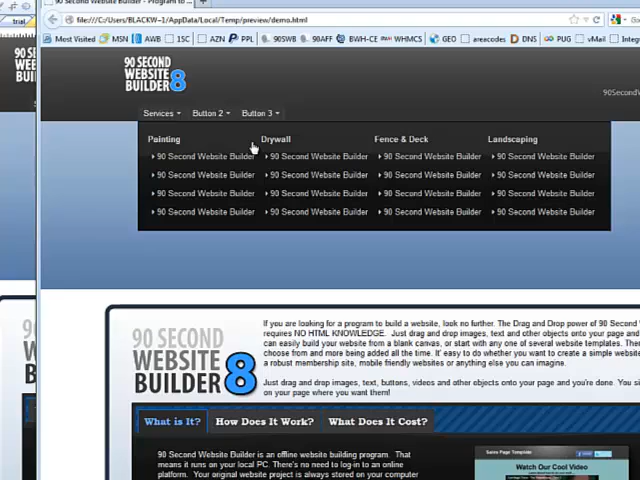 90 Second Website Builder - Program to
file:///C:/Users/BLACKW~1/AppData/Local/Temp/preview/demo.html
trial
Most Visited MSN AWB 1SC AZN PPL 90SWB 90AFF BWH-CE WHMCS GEO areacodes DNS PUG vMail Integ
90 SECOND
WEBSITE
BUILDER 8
90 SE
WE
BUIL
90SecondW
Services Button 2 Button 3
Painting Drywall Fence & Deck Landscaping
90 Second Website Builder 90 Second Website Builder 90 Second Website Builder 90 Second Website Builder
90 Second Website Builder 90 Second Website Builder 90 Second Website Builder 90 Second Website Builder
90 Second Website Builder 90 Second Website Builder 90 Second Website Builder 90 Second Website Builder
90 Second Website Builder 90 Second Website Builder 90 Second Website Builder 90 Second Website Builder
90 SECOND
WEBSITE
BUILDER 8
If you are looking for a program to build a website, look no further. The Drag and Drop power of 90 Second
requires NO HTML KNOWLEDGE. Just drag and drop images, text and other objects onto your page and
can easily build your website from a blank canvas, or start with any one of several website templates. Ther
choose from and more being added all the time. It' easy to do whether you want to create a simple website
a robust membership site, mobile friendly websites or anything else you can imagine.
Just drag and drop images, text, buttons, videos and other objects onto your page and you're done. You si
on your page where you want them!
What is It? How Does It Work? What Does It Cost?
90 Second Website Builder is an offline website building program. That
means it runs on your local PC. There's no need to log-in to an online
platform. Your original website project is always stored on your computer
Sales Page Template
Watch Our Cool Video